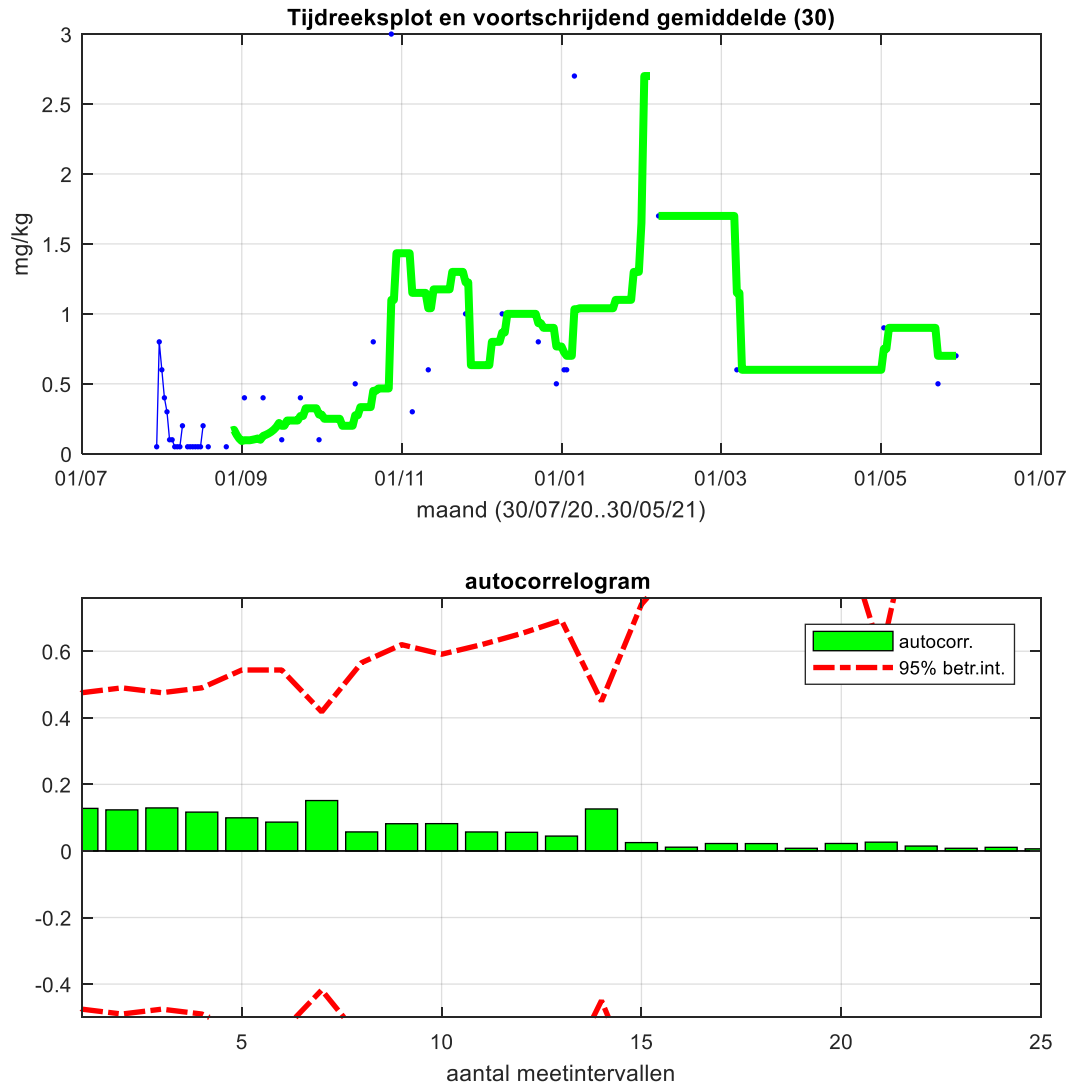 Tijdreeksplot en voortschrijdend gemiddelde (30)
3
2.5
2
1.5
1
0.5
0
mg/kg
01/07 01/09 01/11 01/01 01/03 01/05 01/07
maand (30/07/20..30/05/21)
autocorrelogram
0.6
0.4
0.2
0
-0.2
-0.4
autocorr.
95% betr.int.
5 10 15 20 25
aantal meetintervallen